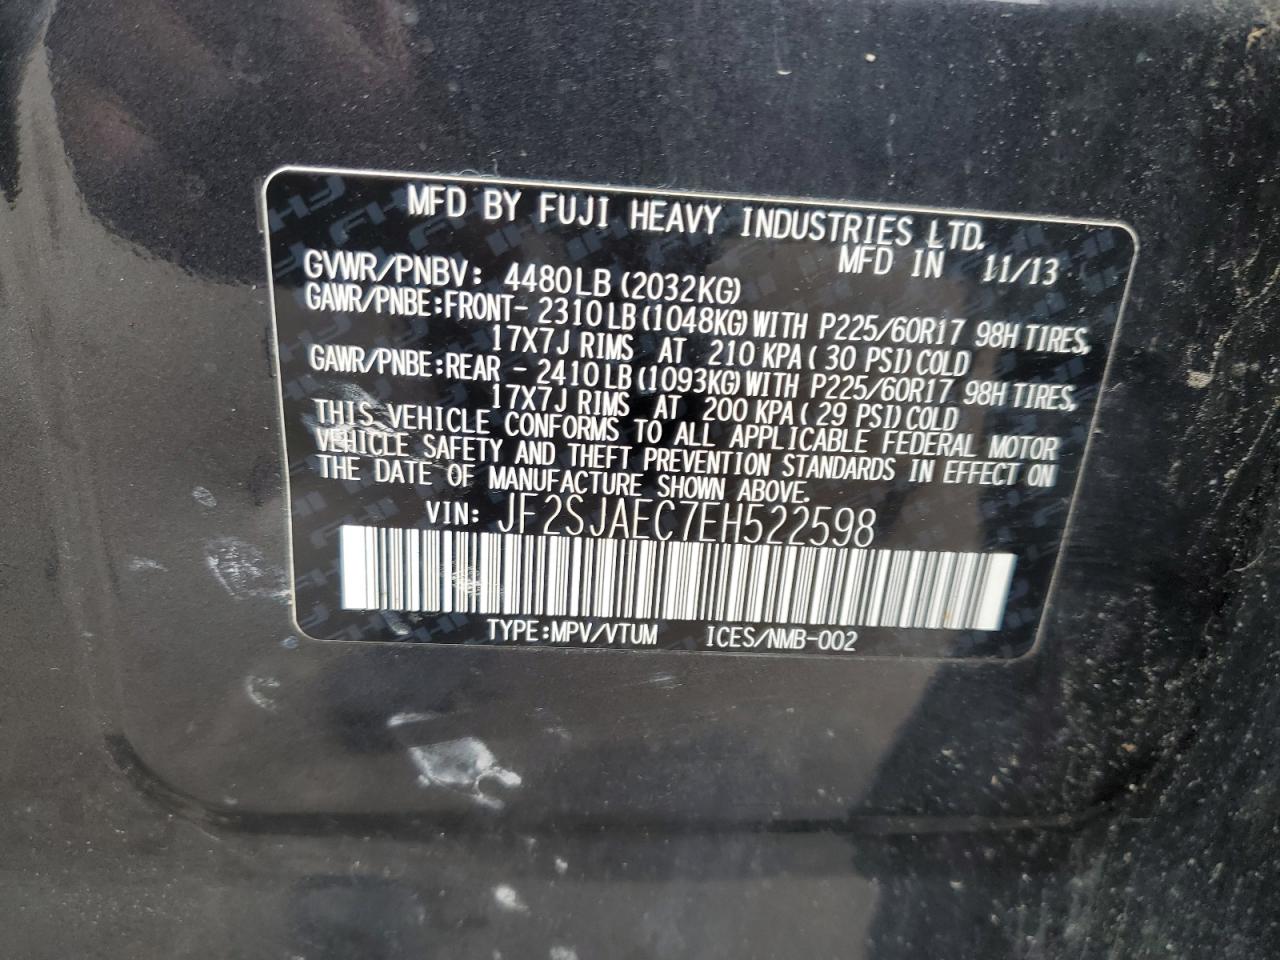 MFD BY FUJI HEAVY INDUSTRIES LTD.
MFD IN 11/13
GVWR/PNBV: 4480LB (2032KG)
GAWR/PNBE:FRONT- 2310LB (1048KG) WITH P225/60R17 98H TIRES,
17X7J RIMS AT 210 KPA ( 30 PSI) COLD
GAWR/PNBE:REAR - 2410LB (1093KG) WITH P225/60R17 98H TIRES,
17X7J RIMS AT 200 KPA ( 29 PSI) COLD
THIS VEHICLE CONFORMS TO ALL APPLICABLE FEDERAL MOTOR
VEHICLE SAFETY AND THEFT PREVENTION STANDARDS IN EFFECT ON
THE DATE OF MANUFACTURE SHOWN ABOVE.
VIN: JF2SJAEC7EH522598
TYPE:MPV/VTUM ICES/NMB-002